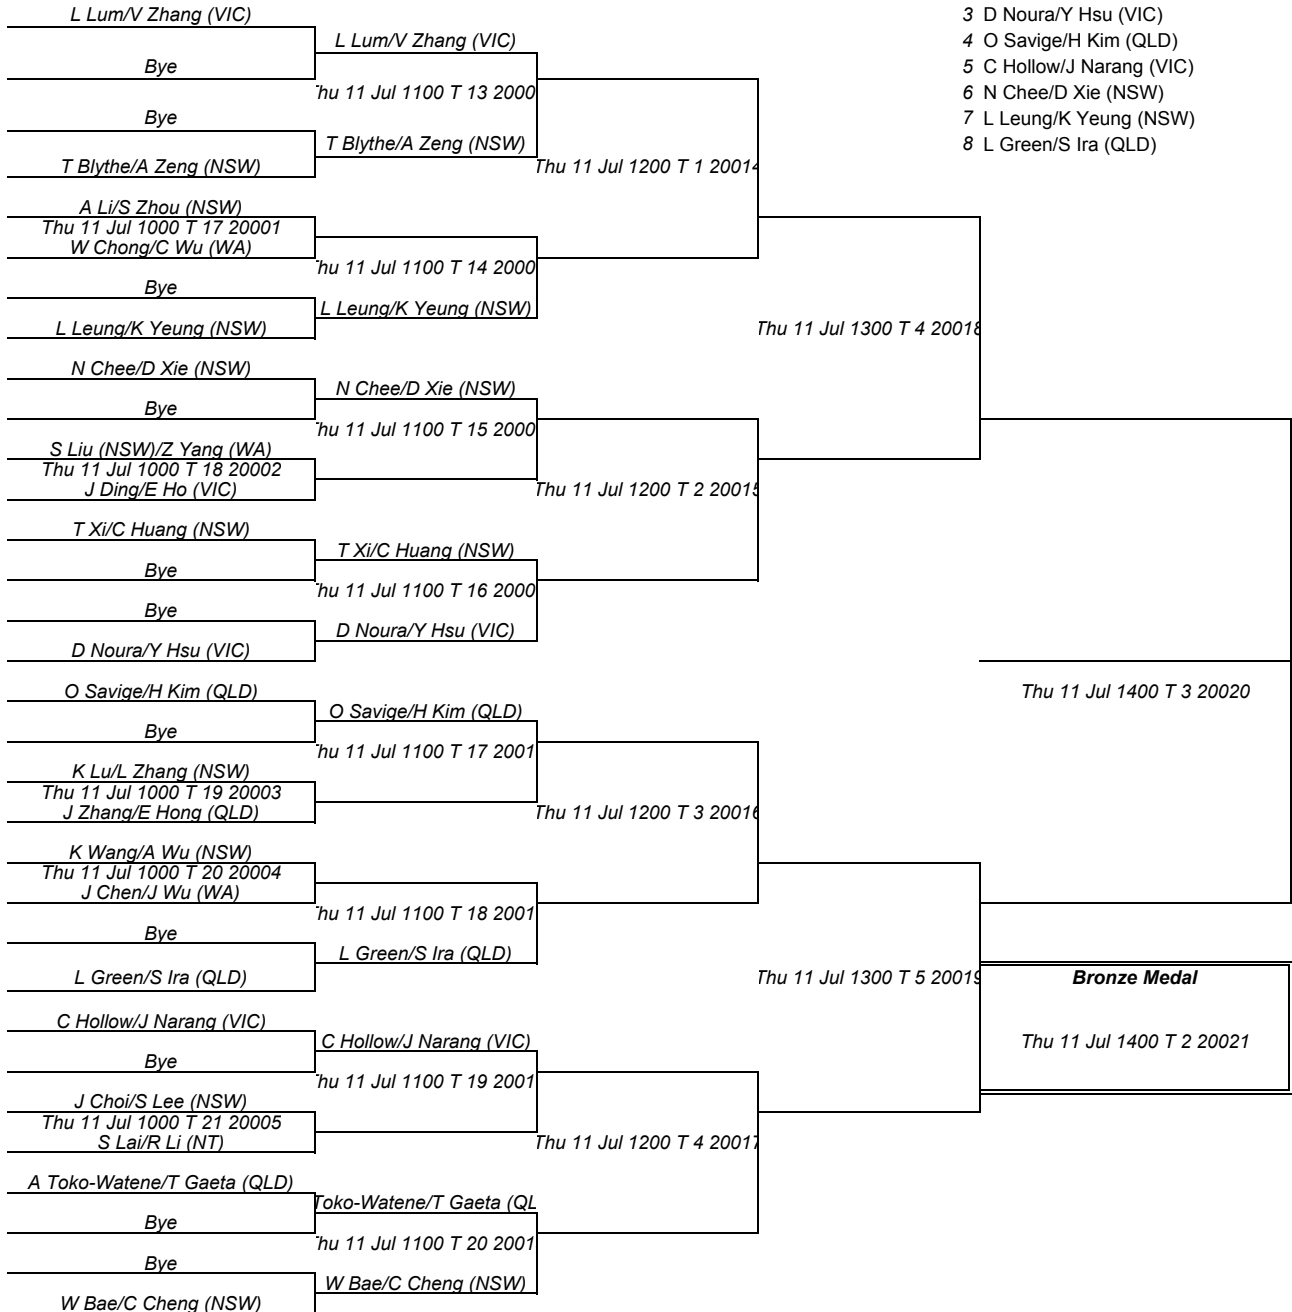 L Lum/V Zhang (VIC)
Bye
Bye
T Blythe/A Zeng (NSW)
A Li/S Zhou (NSW)
Thu 11 Jul 1000 T 17 20001
W Chong/C Wu (WA)
Bye
L Leung/K Yeung (NSW)
N Chee/D Xie (NSW)
Bye
S Liu (NSW)/Z Yang (WA)
Thu 11 Jul 1000 T 18 20002
J Ding/E Ho (VIC)
T Xi/C Huang (NSW)
Bye
Bye
D Noura/Y Hsu (VIC)
O Savige/H Kim (QLD)
Bye
K Lu/L Zhang (NSW)
Thu 11 Jul 1000 T 19 20003
J Zhang/E Hong (QLD)
K Wang/A Wu (NSW)
Thu 11 Jul 1000 T 20 20004
J Chen/J Wu (WA)
Bye
L Green/S Ira (QLD)
C Hollow/J Narang (VIC)
Bye
J Choi/S Lee (NSW)
Thu 11 Jul 1000 T 21 20005
S Lai/R Li (NT)
A Toko-Watene/T Gaeta (QLD)
Bye
Bye
W Bae/C Cheng (NSW)
L Lum/V Zhang (VIC)
hu 11 Jul 1100 T 13 2000
T Blythe/A Zeng (NSW)
hu 11 Jul 1100 T 14 2000
L Leung/K Yeung (NSW)
N Chee/D Xie (NSW)
hu 11 Jul 1100 T 15 2000
T Xi/C Huang (NSW)
hu 11 Jul 1100 T 16 2000
D Noura/Y Hsu (VIC)
O Savige/H Kim (QLD)
hu 11 Jul 1100 T 17 2001
hu 11 Jul 1100 T 18 2001
L Green/S Ira (QLD)
C Hollow/J Narang (VIC)
hu 11 Jul 1100 T 19 2001
Toko-Watene/T Gaeta (QL
hu 11 Jul 1100 T 20 2001
W Bae/C Cheng (NSW)
Thu 11 Jul 1200 T 1 20014
Thu 11 Jul 1200 T 2 20015
Thu 11 Jul 1200 T 3 20016
Thu 11 Jul 1200 T 4 20017
Thu 11 Jul 1300 T 4 20018
Thu 11 Jul 1300 T 5 20019
3 D Noura/Y Hsu (VIC)
4 O Savige/H Kim (QLD)
5 C Hollow/J Narang (VIC)
6 N Chee/D Xie (NSW)
7 L Leung/K Yeung (NSW)
8 L Green/S Ira (QLD)
Thu 11 Jul 1400 T 3 20020
Bronze Medal
Thu 11 Jul 1400 T 2 20021